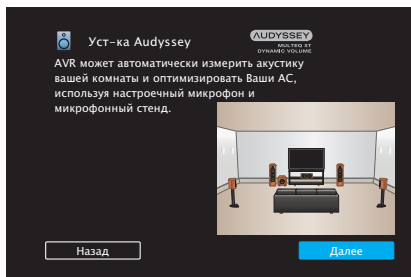 Уст-ка Audyssey
AUDYSSEY
MULTEQ XT
DYNAMIC VOLUME
AVR может автоматически измерить акустику
вашей комнаты и оптимизировать Ваши АС,
используя настроечный микрофон и
микрофонный стенд.
Назад
Далее